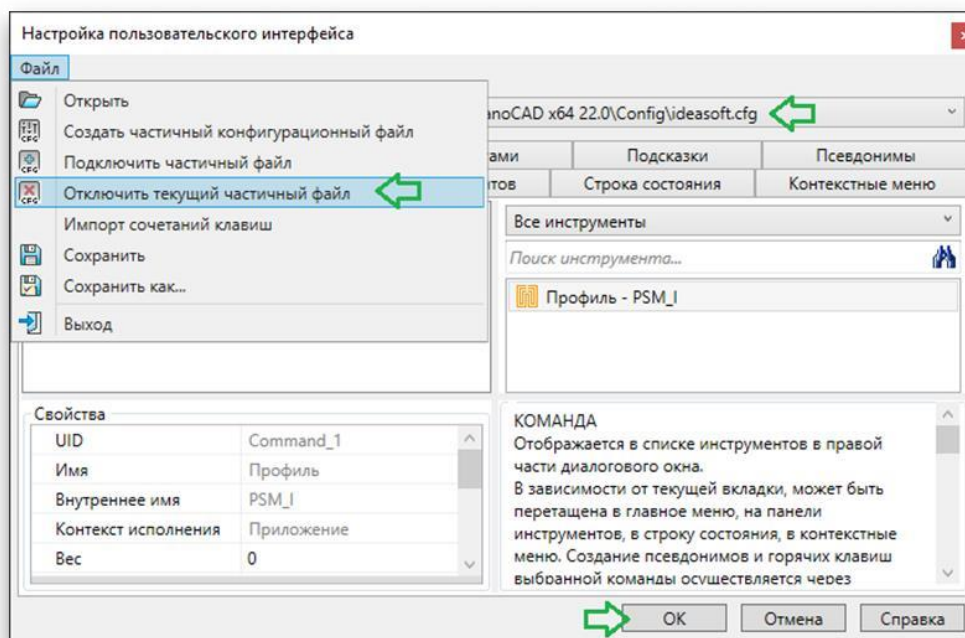 Настройка пользовательского интерфейса
Файл
Открыть
Создать частичный конфигурационный файл
Подключить частичный файл
Отключить текущий частичный файл
Импорт сочетаний клавиш
Сохранить
Сохранить как...
Выход
anoCAD x64 22.0\Config\ideasoft.cfg
Подсказки
Псевдонимы
Строка состояния
Контекстные меню
Все инструменты
Поиск инструмента...
Профиль - PSM_I
Свойства
UID Command_1
Имя Профиль
Внутреннее имя PSM_I
Контекст исполнения Приложение
Вес 0
КОМАНДА
Отображается в списке инструментов в правой
части диалогового окна.
В зависимости от текущей вкладки, может быть
перетащена в главное меню, на панели
инструментов, в строку состояния, в контекстные
меню. Создание псевдонимов и горячих клавиш
выбранной команды осуществляется через
ОК
Отмена
Справка